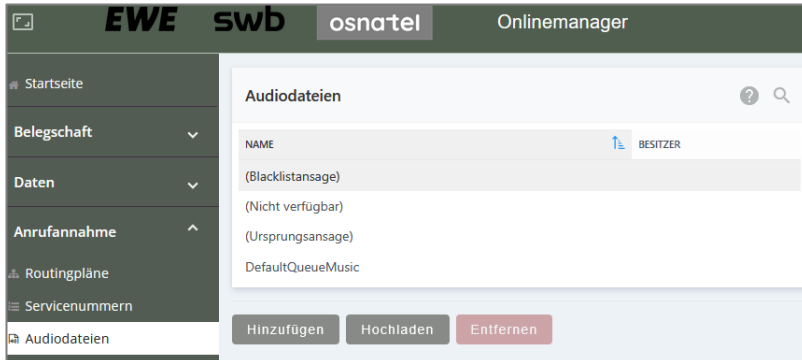 EWE swb osnatel Onlinemanager
Startseite
Belegschaft
Daten
Anrufannahme
Routingpläne
Servicenummern
Audiodateien
Audiodateien
NAME BESITZER
(Blacklistansage)
(Nicht verfügbar)
(Ursprungsansage)
DefaultQueueMusic
Hinzufügen Hochladen Entfernen